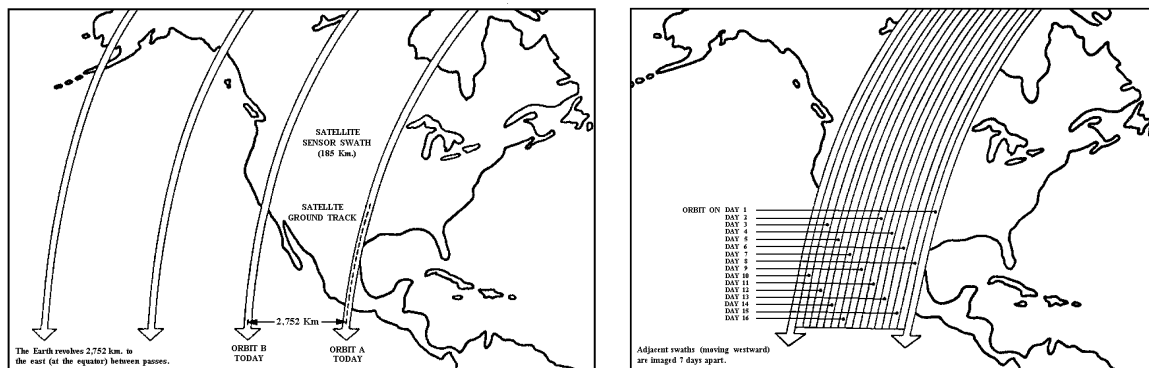 SATELLITE
SENSOR SWATH
(185 Km.)
SATELLITE
GROUND TRACK
2,752 Km
The Earth revolves 2,752 km. to
the east (at the equator) between passes.
ORBIT B
TODAY
ORBIT A
TODAY
ORBIT ON DAY 1
DAY 2
DAY 3
DAY 4
DAY 5
DAY 6
DAY 7
DAY 8
DAY 9
DAY 10
DAY 11
DAY 12
DAY 13
DAY 14
DAY 15
DAY 16
Adjacent swaths (moving westward)
are imaged 7 days apart.